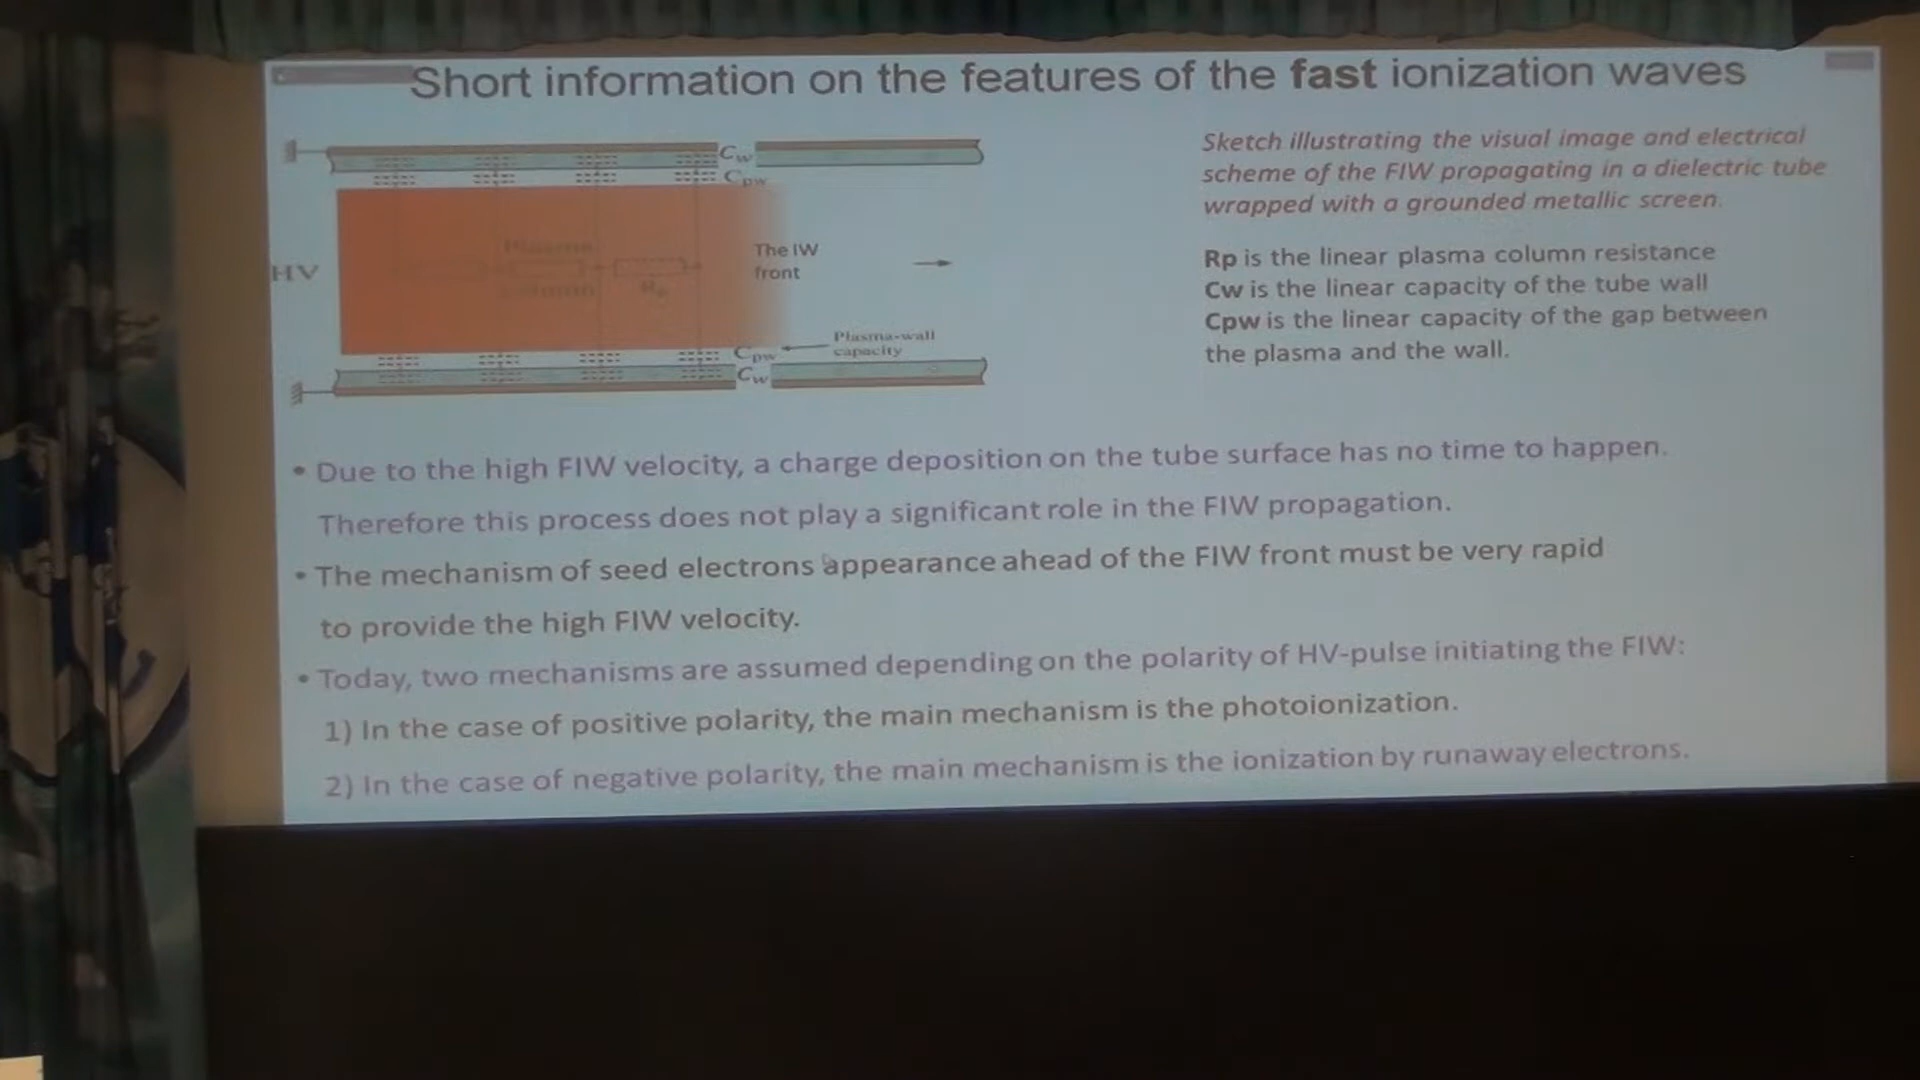 Short information on the features of the fast ionization waves
Cw
Cpw
HV
Plasma
column
Rp
The IW
front
Cpw
Plasma-wall
capacity
Cw
Sketch illustrating the visual image and electrical
scheme of the FIW propagating in a dielectric tube
wrapped with a grounded metallic screen.
Rp is the linear plasma column resistance
Cw is the linear capacity of the tube wall
Cpw is the linear capacity of the gap between
the plasma and the wall.
• Due to the high FIW velocity, a charge deposition on the tube surface has no time to happen.
Therefore this process does not play a significant role in the FIW propagation.
• The mechanism of seed electrons appearance ahead of the FIW front must be very rapid
to provide the high FIW velocity.
• Today, two mechanisms are assumed depending on the polarity of HV-pulse initiating the FIW:
1) In the case of positive polarity, the main mechanism is the photoionization.
2) In the case of negative polarity, the main mechanism is the ionization by runaway electrons.